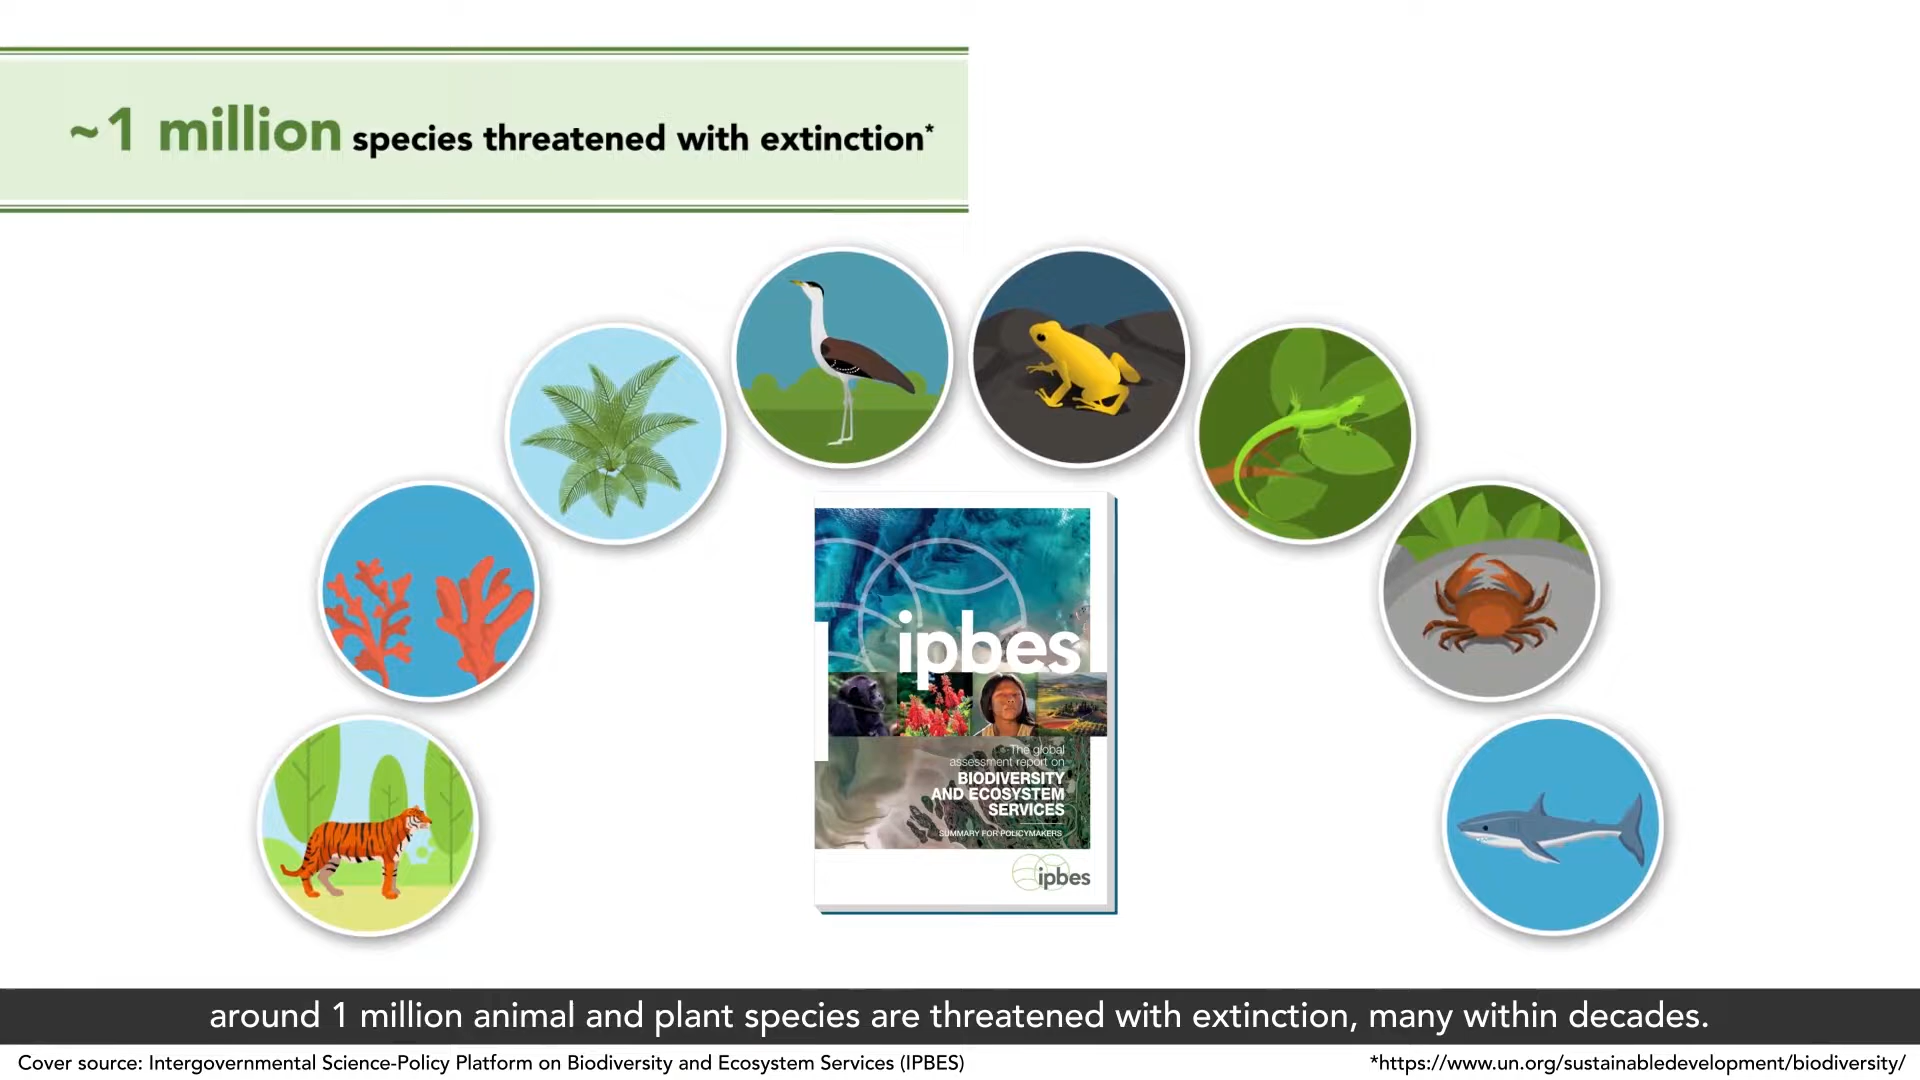 ~1 million species threatened with extinction*
ipbes
The global
assessment report on
BIODIVERSITY
AND ECOSYSTEM
SERVICES
SUMMARY FOR POLICYMAKERS
ipbes
around 1 million animal and plant species are threatened with extinction, many within decades.
Cover source: Intergovernmental Science-Policy Platform on Biodiversity and Ecosystem Services (IPBES)
*https://www.un.org/sustainabledevelopment/biodiversity/